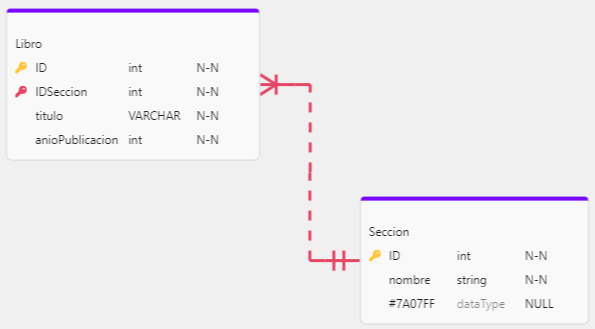 Libro
ID int N-N
IDSeccion int N-N
titulo VARCHAR N-N
anioPublicacion int N-N
Seccion
ID int N-N
nombre string N-N
#7A07FF dataType NULL